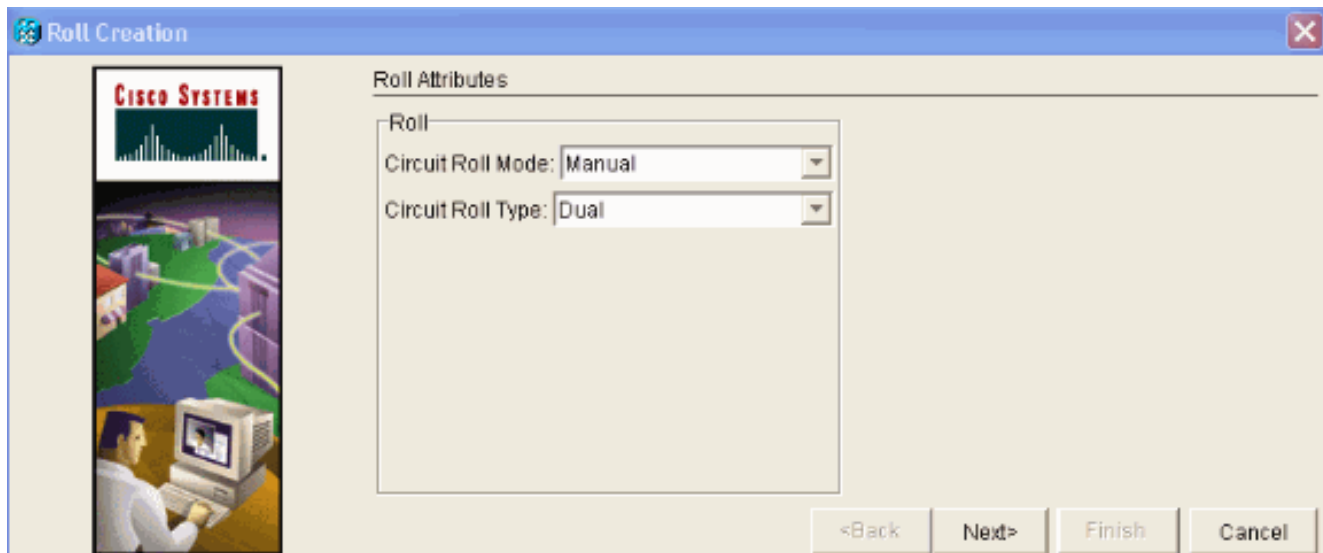 Roll Creation
CISCO SYSTEMS
Roll Attributes
Roll
Circuit Roll Mode: Manual
Circuit Roll Type: Dual
<Back Next> Finish Cancel